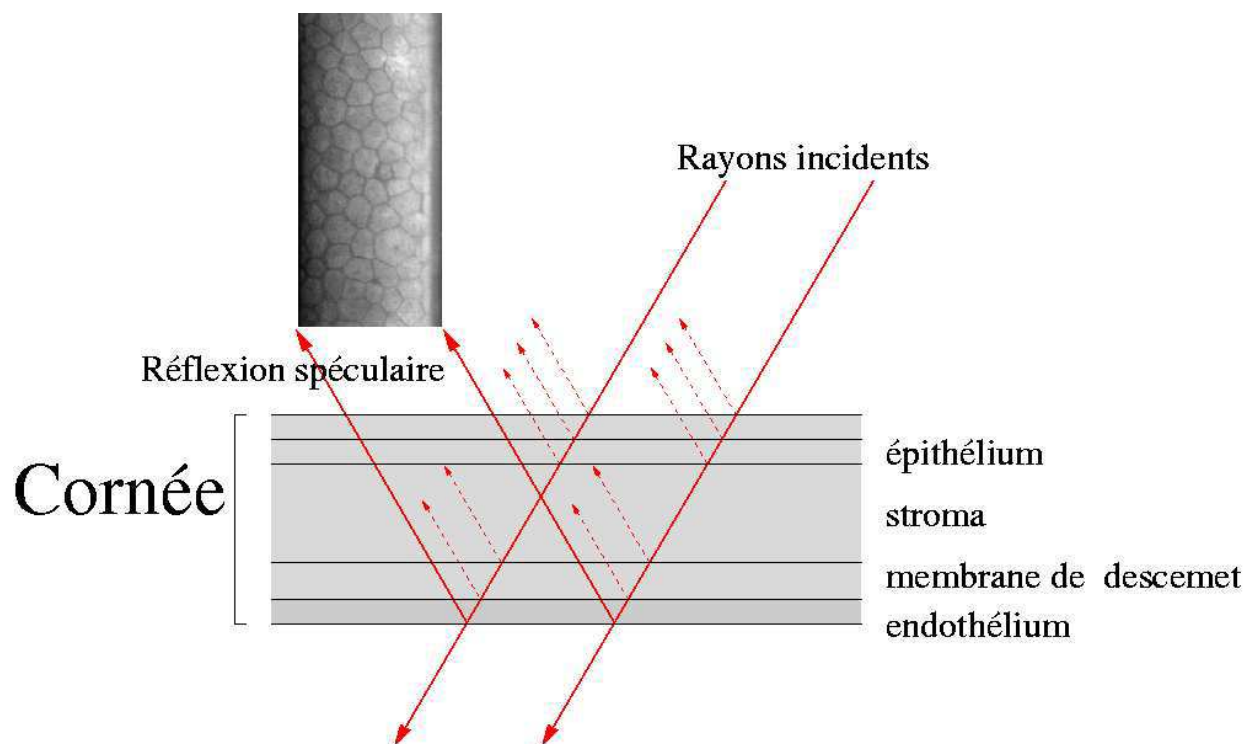 Rayons incidents
Réflexion spéculaire
Cornée
épithélium
stroma
membrane de descemet
endothélium